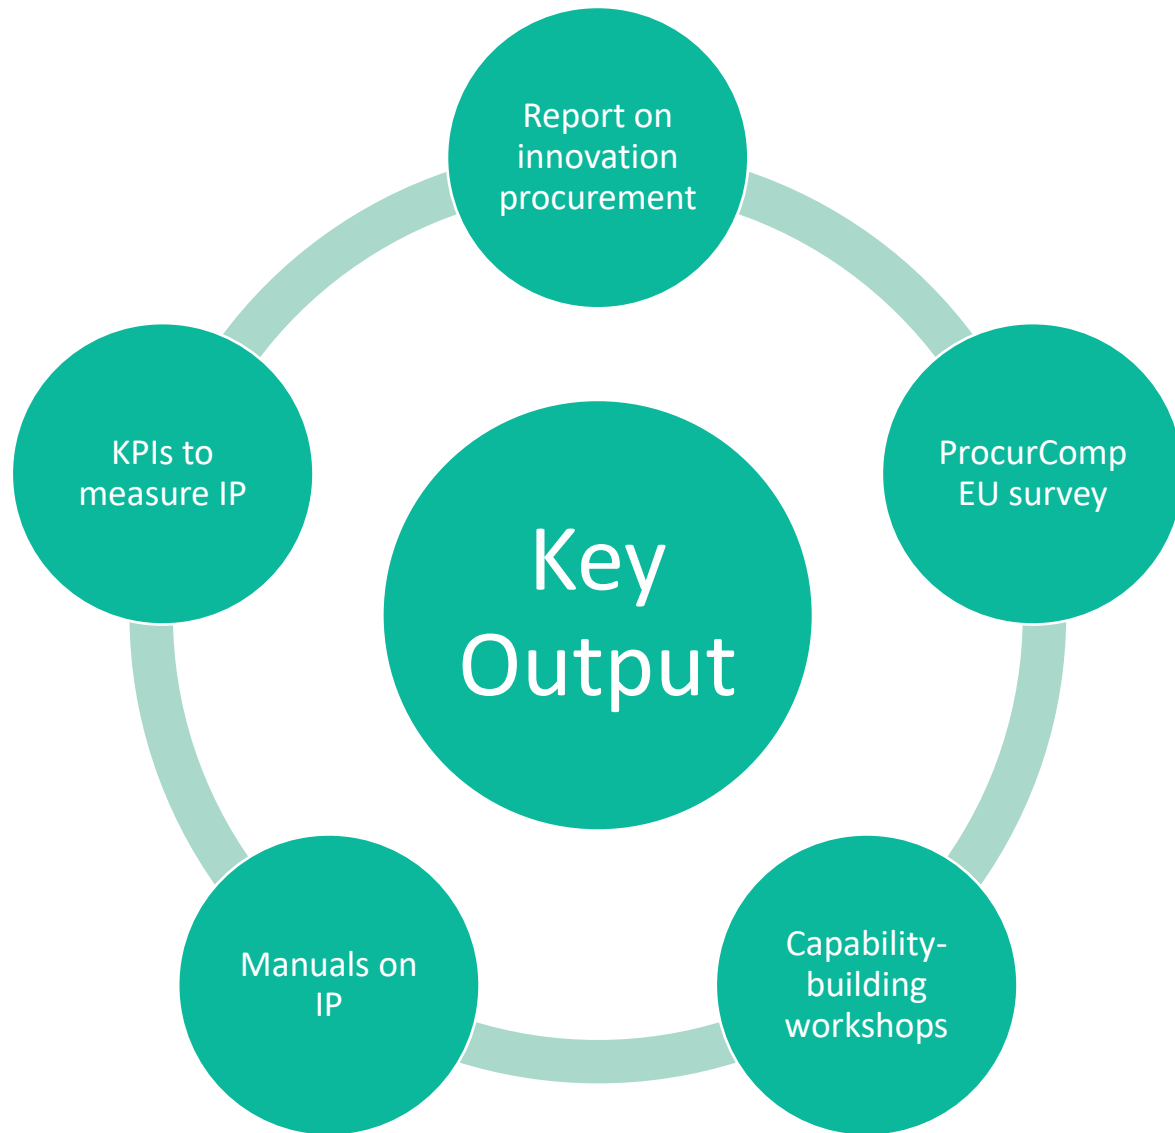 Report on
innovation
procurement
ProcurComp
EU survey
Capability-
building
workshops
Manuals on
IP
KPIs to
measure IP
Key
Output